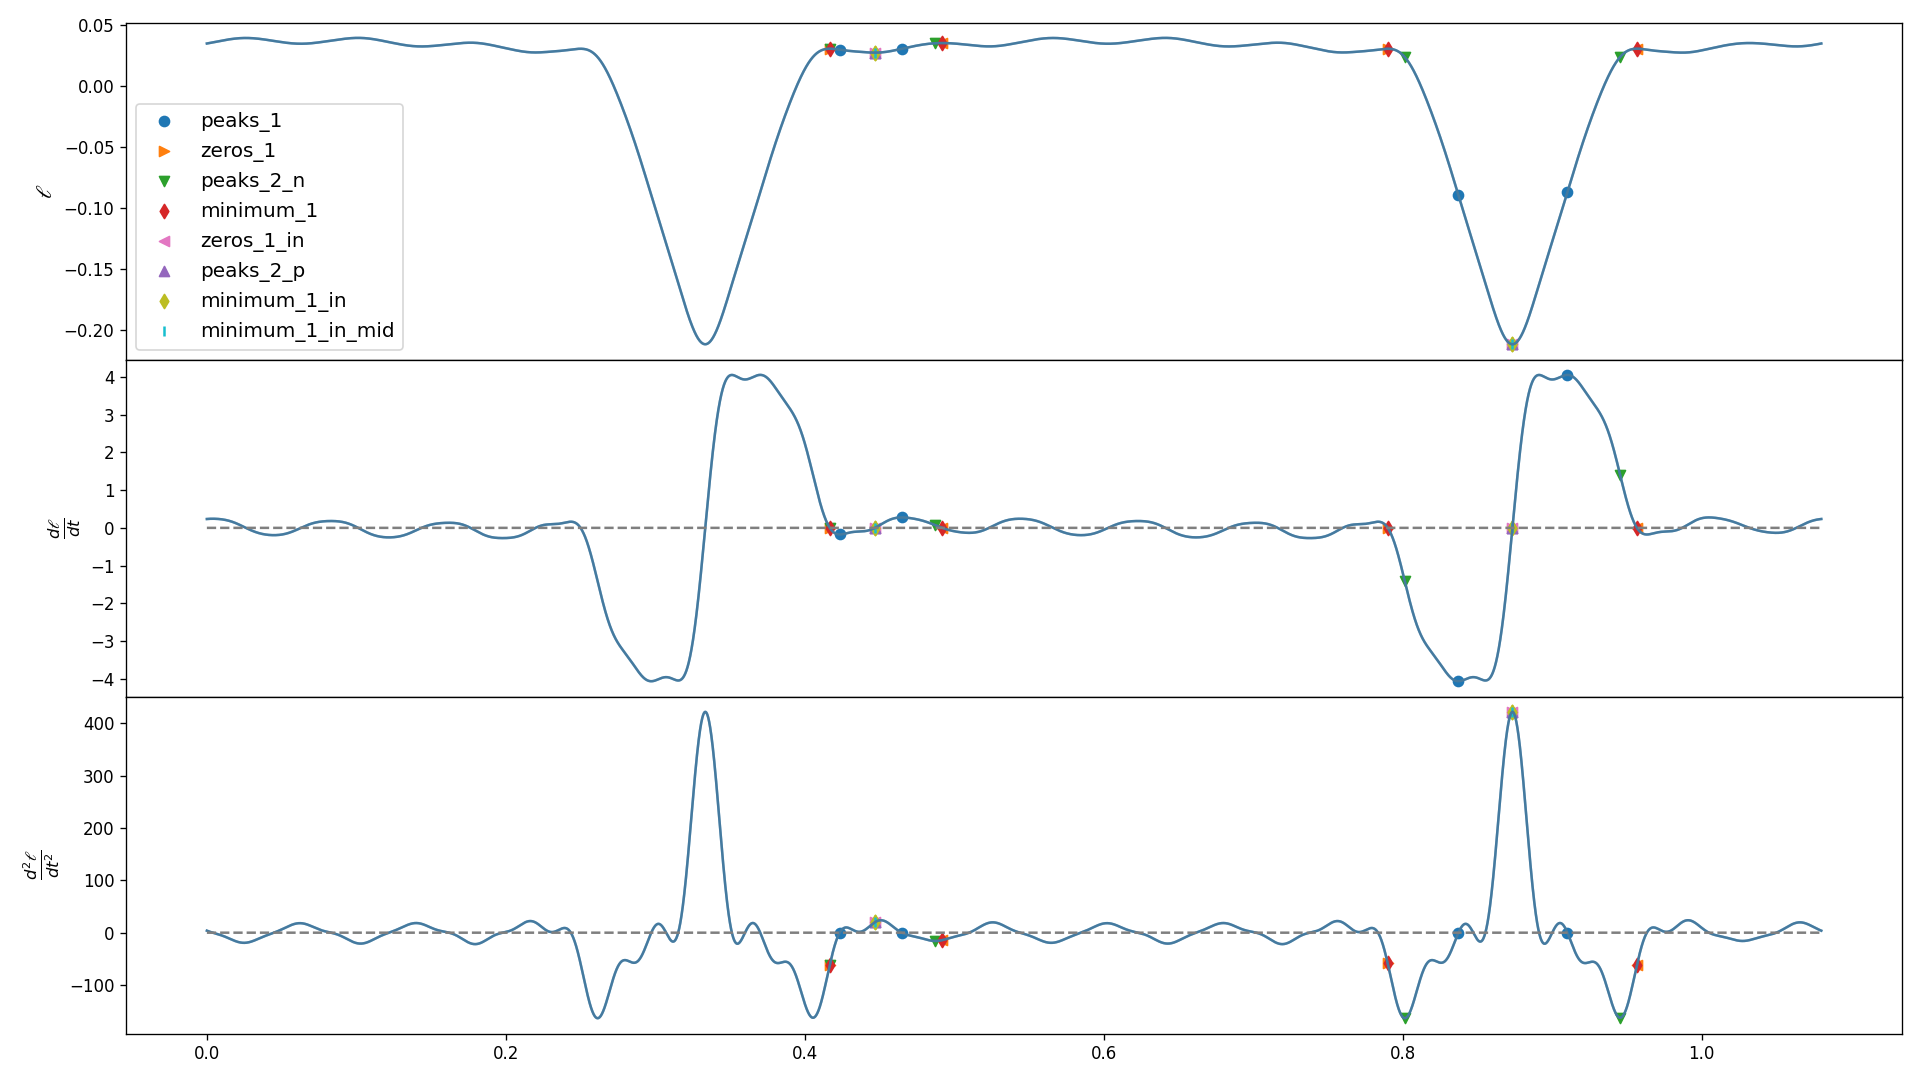 0.05
0.00
−0.05
−0.10
−0.15
−0.20
ℓ
peaks_1
zeros_1
peaks_2_n
minimum_1
zeros_1_in
peaks_2_p
minimum_1_in
minimum_1_in_mid
4
3
2
1
0
−1
−2
−3
−4
dℓ
dt
400
300
200
100
0
−100
d²ℓ
dt²
0.0 0.2 0.4 0.6 0.8 1.0